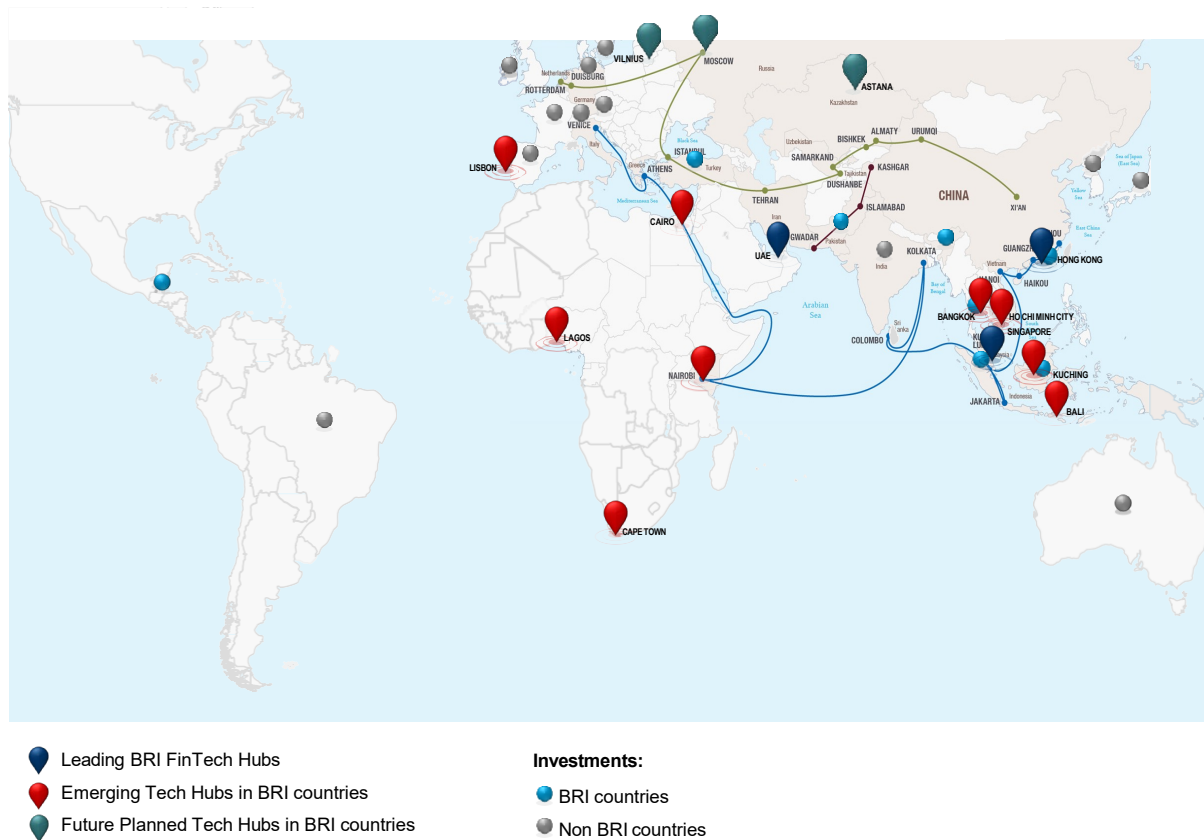 VILNIUS
MOSCOW
Netherlands
DUISBURG
ROTTERDAM
Germany
Russia
ASTANA
Kazakhstan
VENICE
Italy
LISBON
Black Sea
ISTANBUL
Greece
ATHENS
Turkey
Mediterranean Sea
Uzbekistan
BISHKEK
ALMATY
URUMQI
SAMARKAND
Tajikistan
DUSHANBE
KASHGAR
Sea of Japan
(East Sea)
CHINA
Yellow
Sea
XI'AN
TEHRAN
Iran
ISLAMABAD
CAIRO
GWADAR
Pakistan
UAE
East China
Sea
KOLKATA
India
HONG KONG
Vietnam
HAIKOU
Bay of
Bengal
Arabian
Sea
BANGKOK
HO CHI MINH CITY
SINGAPORE
LAGOS
Sri
Lanka
COLOMBO
NAIROBI
KUCHING
JAKARTA
Indonesia
BALI
CAPE TOWN
Leading BRI FinTech Hubs
Emerging Tech Hubs in BRI countries
Future Planned Tech Hubs in BRI countries
Investments:
BRI countries
Non BRI countries